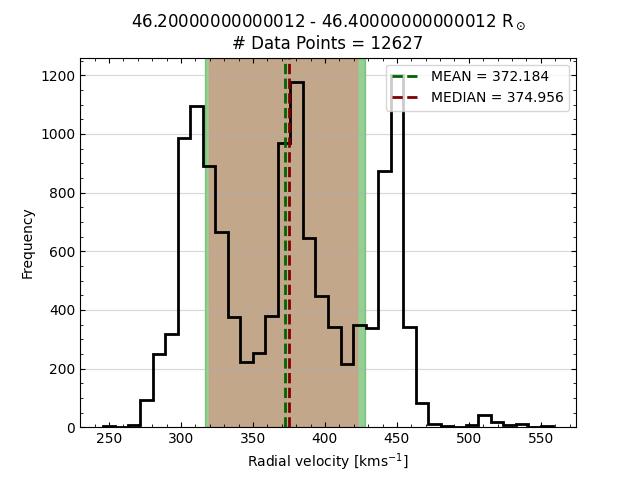 46.20000000000012 - 46.40000000000012 R⊙
# Data Points = 12627
MEAN = 372.184
MEDIAN = 374.956
Frequency
1200
1000
800
600
400
200
0
250 300 350 400 450 500 550
Radial velocity [kms⁻¹]